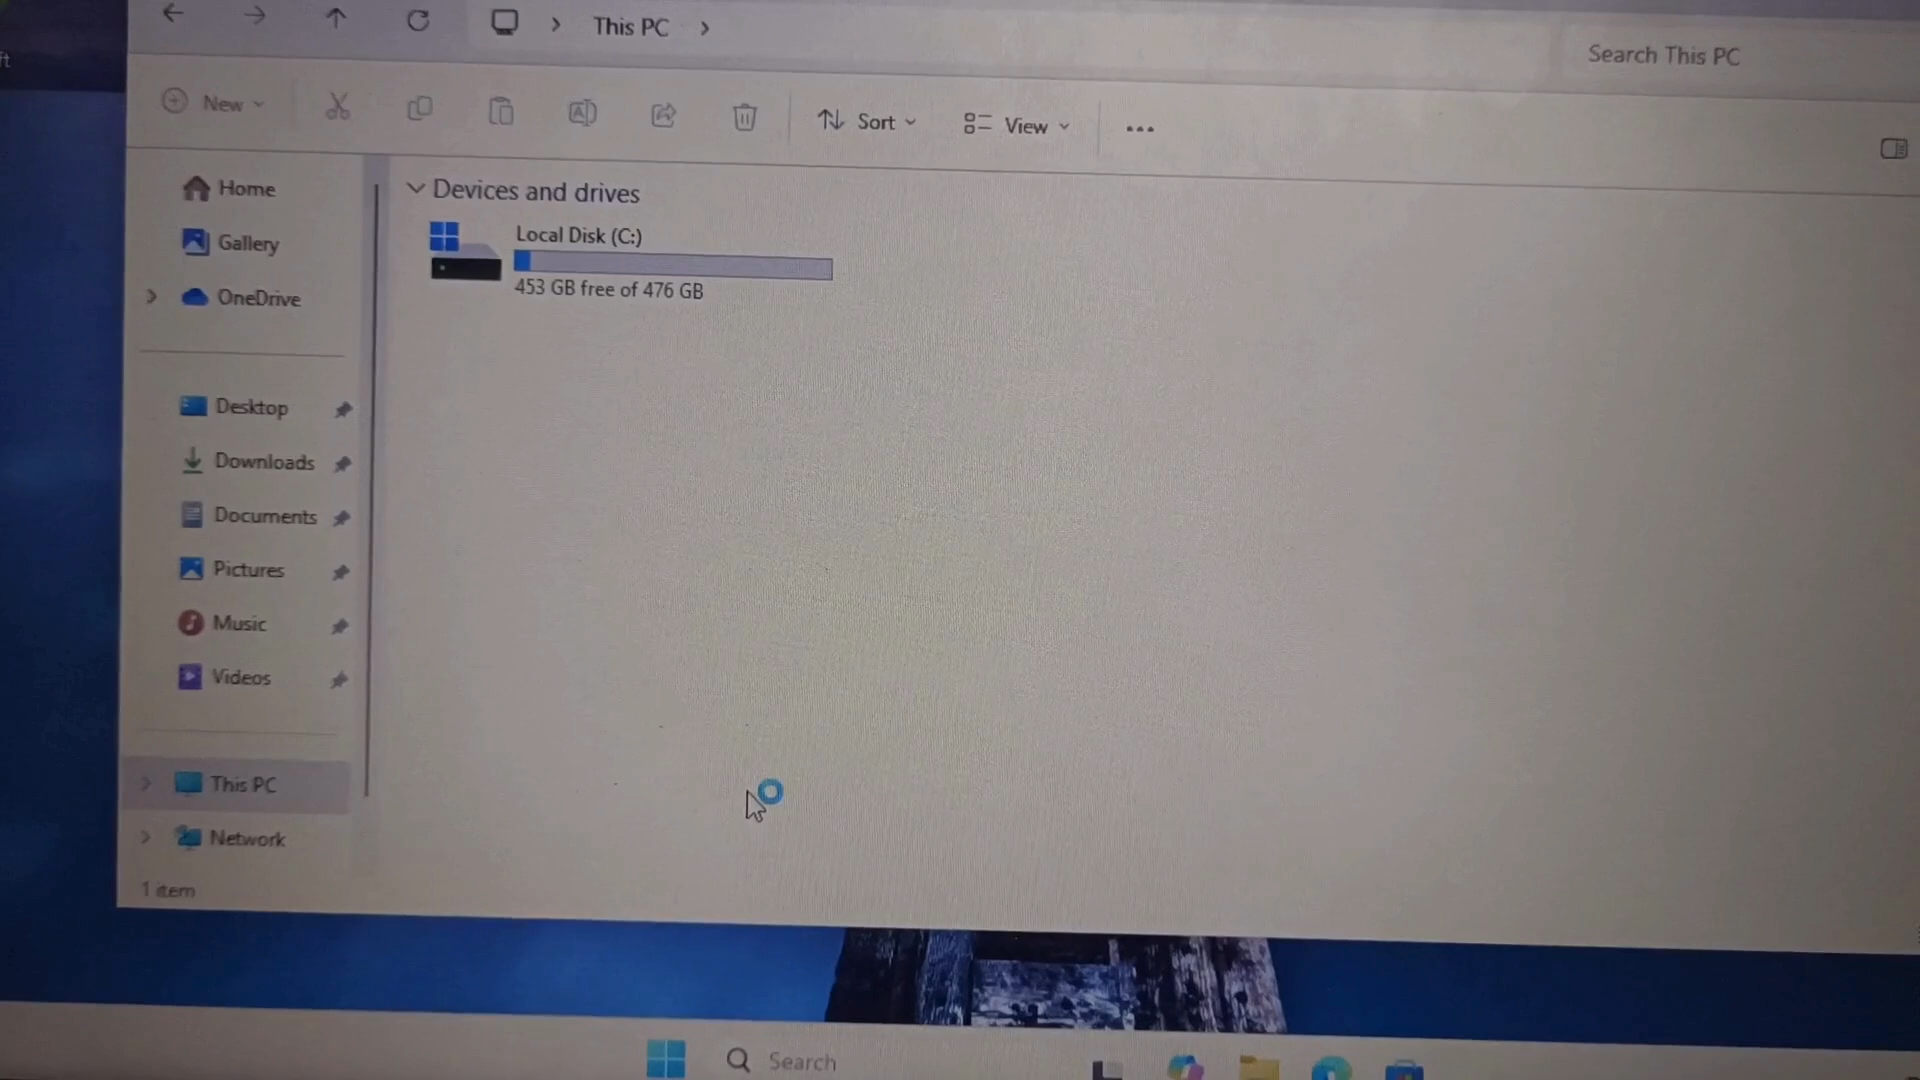 This PC
Search This PC
ft
New
Sort
View
Home
Gallery
OneDrive
Desktop
Downloads
Documents
Pictures
Music
Videos
This PC
Network
1 item
Devices and drives
Local Disk (C:)
453 GB free of 476 GB
Search